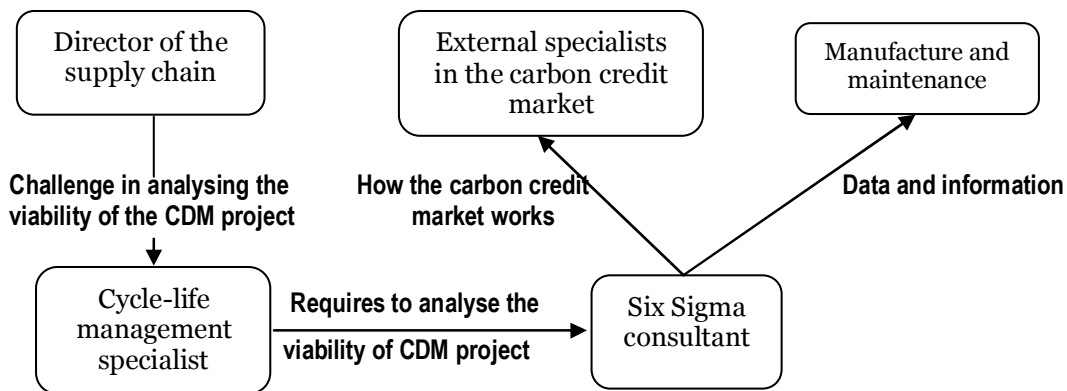 Director of the
supply chain
External specialists
in the carbon credit
market
Manufacture and
maintenance
Challenge in analysing the
viability of the CDM project
How the carbon credit
market works
Data and information
Cycle-life
management
specialist
Requires to analyse the
viability of CDM project
Six Sigma
consultant